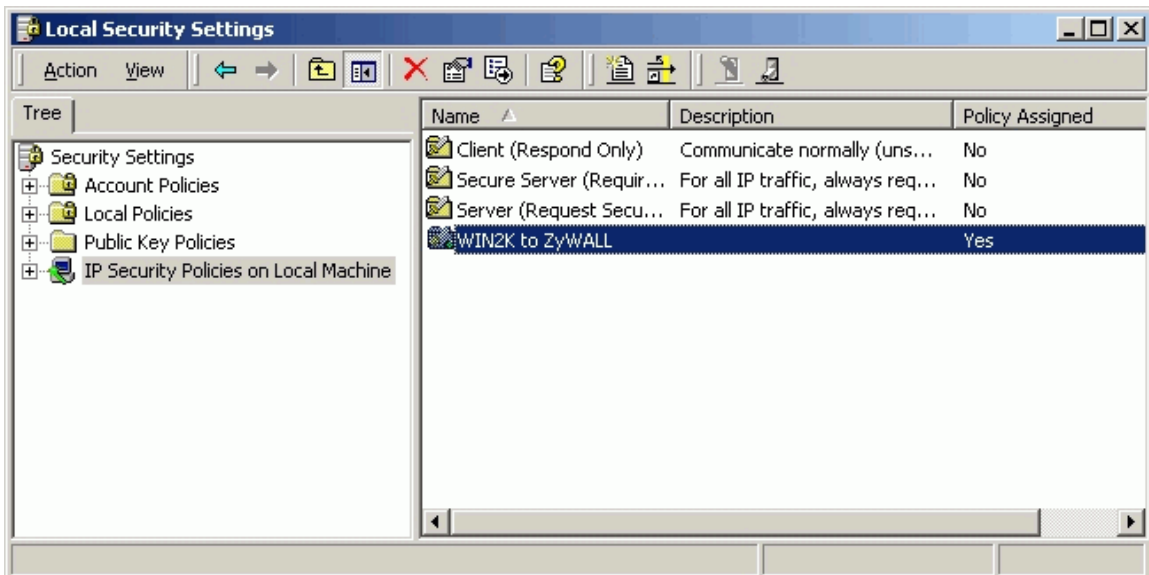 Local Security Settings
Action View
Tree
Name Description Policy Assigned
Security Settings
Account Policies
Local Policies
Public Key Policies
IP Security Policies on Local Machine
Client (Respond Only) Communicate normally (uns... No
Secure Server (Requir... For all IP traffic, always req... No
Server (Request Secu... For all IP traffic, always req... No
WIN2K to ZyWALL Yes